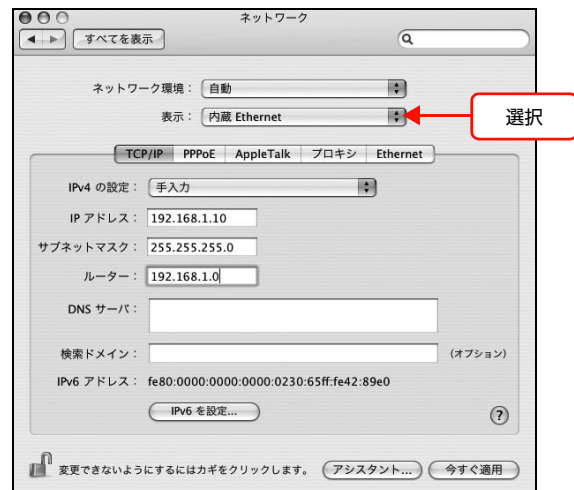 ネットワーク
すべてを表示
ネットワーク環境： 自動
表示： 内蔵 Ethernet
選択
TCP/IP PPPoE AppleTalk プロキシ Ethernet
IPv4 の設定： 手入力
IP アドレス： 192.168.1.10
サブネットマスク： 255.255.255.0
ルーター： 192.168.1.0
DNS サーバ：
検索ドメイン： (オプション)
IPv6 アドレス： fe80:0000:0000:0000:0230:65ff:fe42:89e0
IPv6 を設定... ?
変更できないようにするにはカギをクリックします。 アシスタント... 今すぐ適用